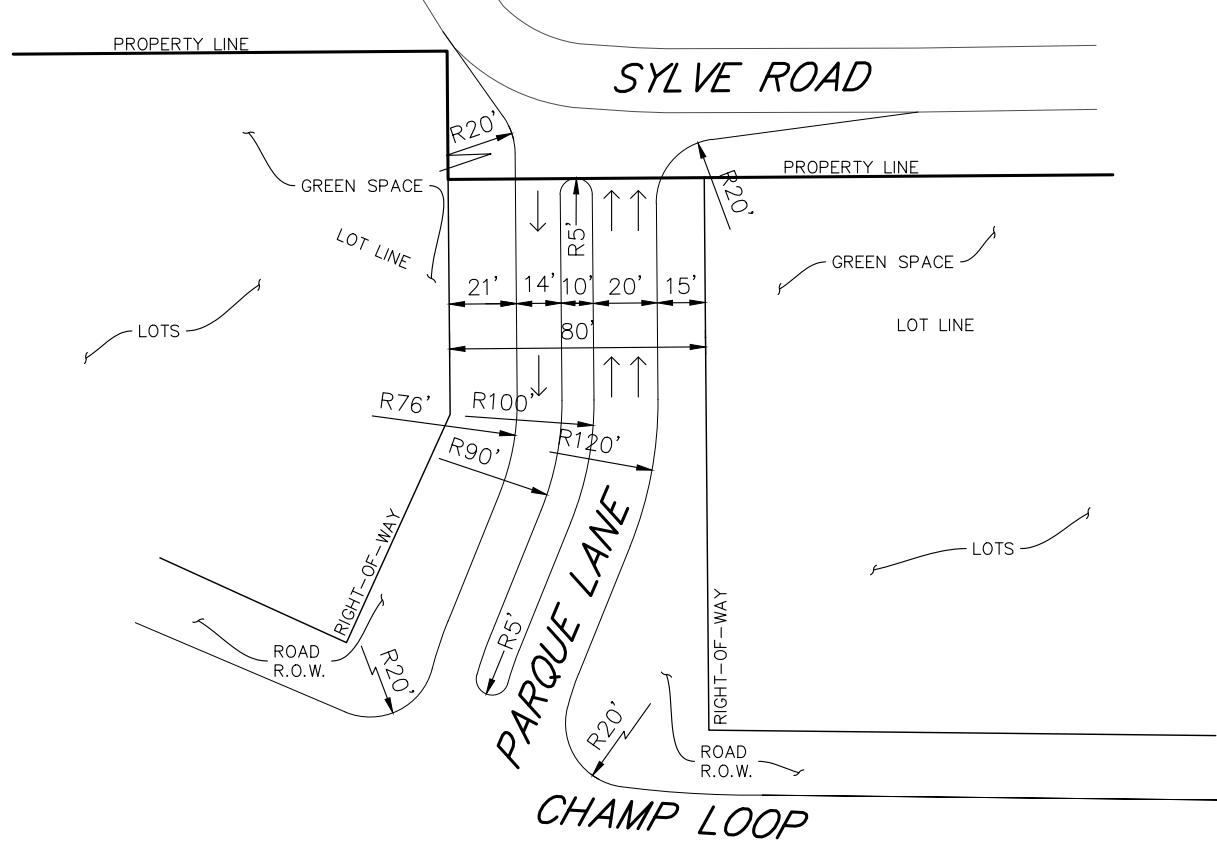 PROPERTY LINE
SYLVE ROAD
R20'
PROPERTY LINE
GREEN SPACE
R20'
LOT LINE
R5'
GREEN SPACE
21'
14'
10'
20'
15'
LOTS
80'
LOT LINE
R76'
R100'
R90'
R120'
RIGHT-OF-WAY
PARQUE LANE
LOTS
RIGHT-OF-WAY
ROAD
R.O.W.
R20'
R5'
R20'
ROAD
R.O.W.
CHAMP LOOP